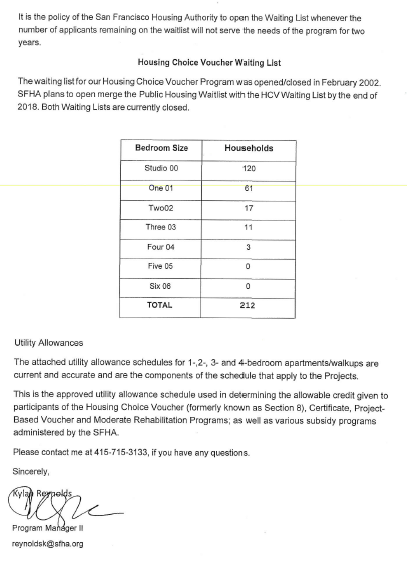 It is the policy of the San Francisco Housing Authority to open the Waiting List whenever the
number of applicants remaining on the waitlist will not serve the needs of the program for two
years.
Housing Choice Voucher Waiting List
The waiting list for our Housing Choice Voucher Program was opened/closed in February 2002.
SFHA plans to open merge the Public Housing Waitlist with the HCV Waiting List by the end of
2018. Both Waiting Lists are currently closed.
Bedroom Size Households
Studio 00 120
One 01 61
Two02 17
Three 03 11
Four 04 3
Five 05 0
Six 06 0
TOTAL 212
Utility Allowances
The attached utility allowance schedules for 1-,2-, 3- and 4-bedroom apartments/walkups are
current and accurate and are the components of the schedule that apply to the Projects.
This is the approved utility allowance schedule used in determining the allowable credit given to
participants of the Housing Choice Voucher (formerly known as Section 8), Certificate, Project-
Based Voucher and Moderate Rehabilitation Programs; as well as various subsidy programs
administered by the SFHA.
Please contact me at 415-715-3133, if you have any questions.
Sincerely,
Kylan Reynolds
Program Manager II
reynoldsk@sfha.org